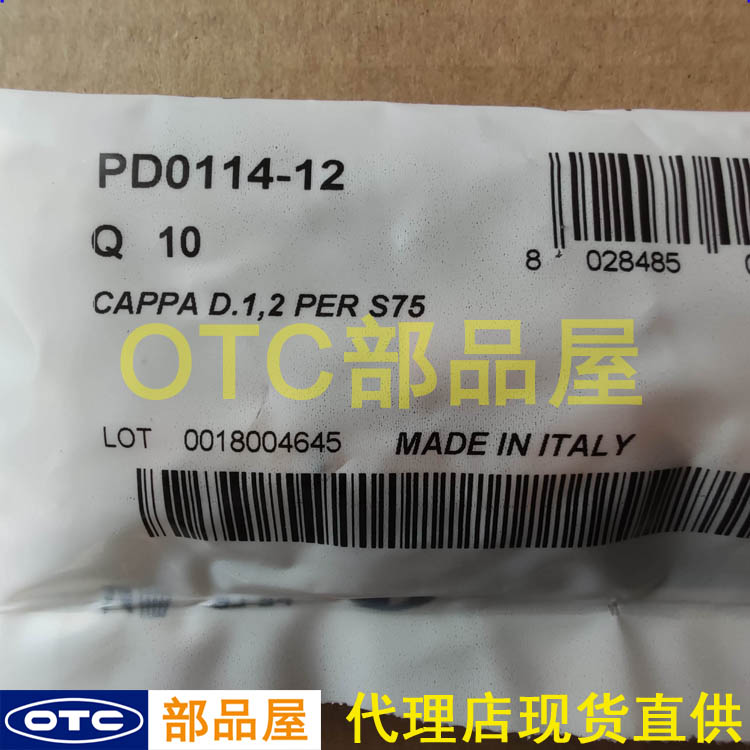 PD0114-12
Q 10
8 028485
CAPPA D.1,2 PER S75
OTC部品屋
LOT 0018004645 MADE IN ITALY
OTC 部品屋 代理店现货直供